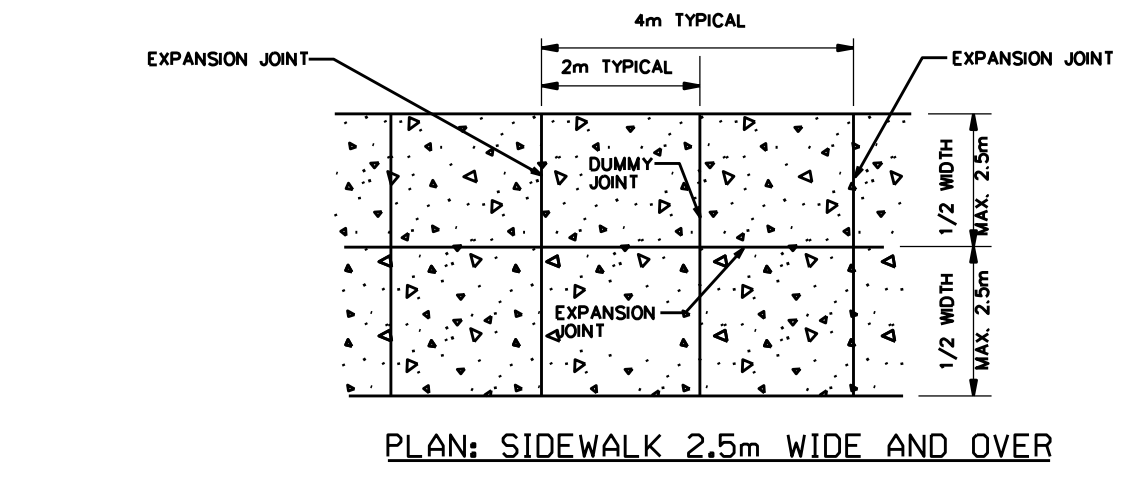 4m TYPICAL
EXPANSION JOINT
2m TYPICAL
EXPANSION JOINT
DUMMY
JOINT
1/2 WIDTH
MAX. 2.5m
EXPANSION
JOINT
1/2 WIDTH
MAX. 2.5m
PLAN: SIDEWALK 2.5m WIDE AND OVER